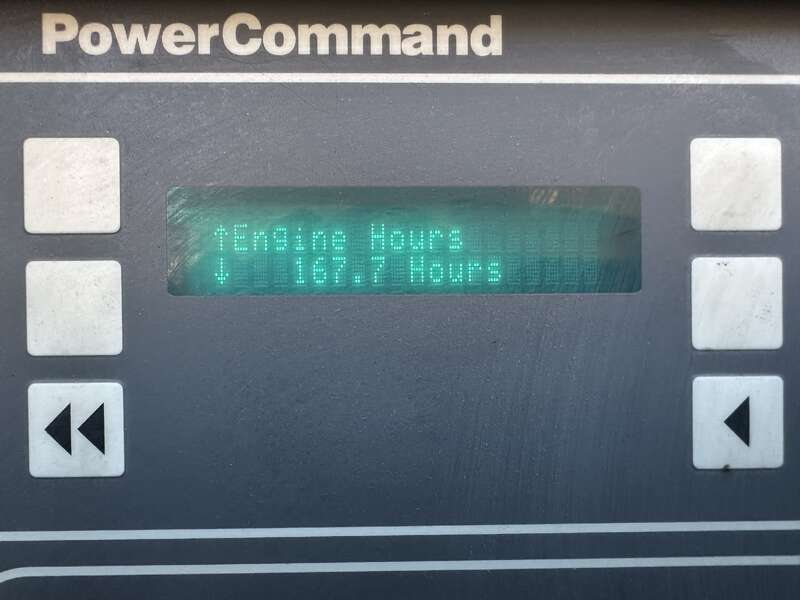 PowerCommand
↑Engine Hours
↓ 167.7 Hours